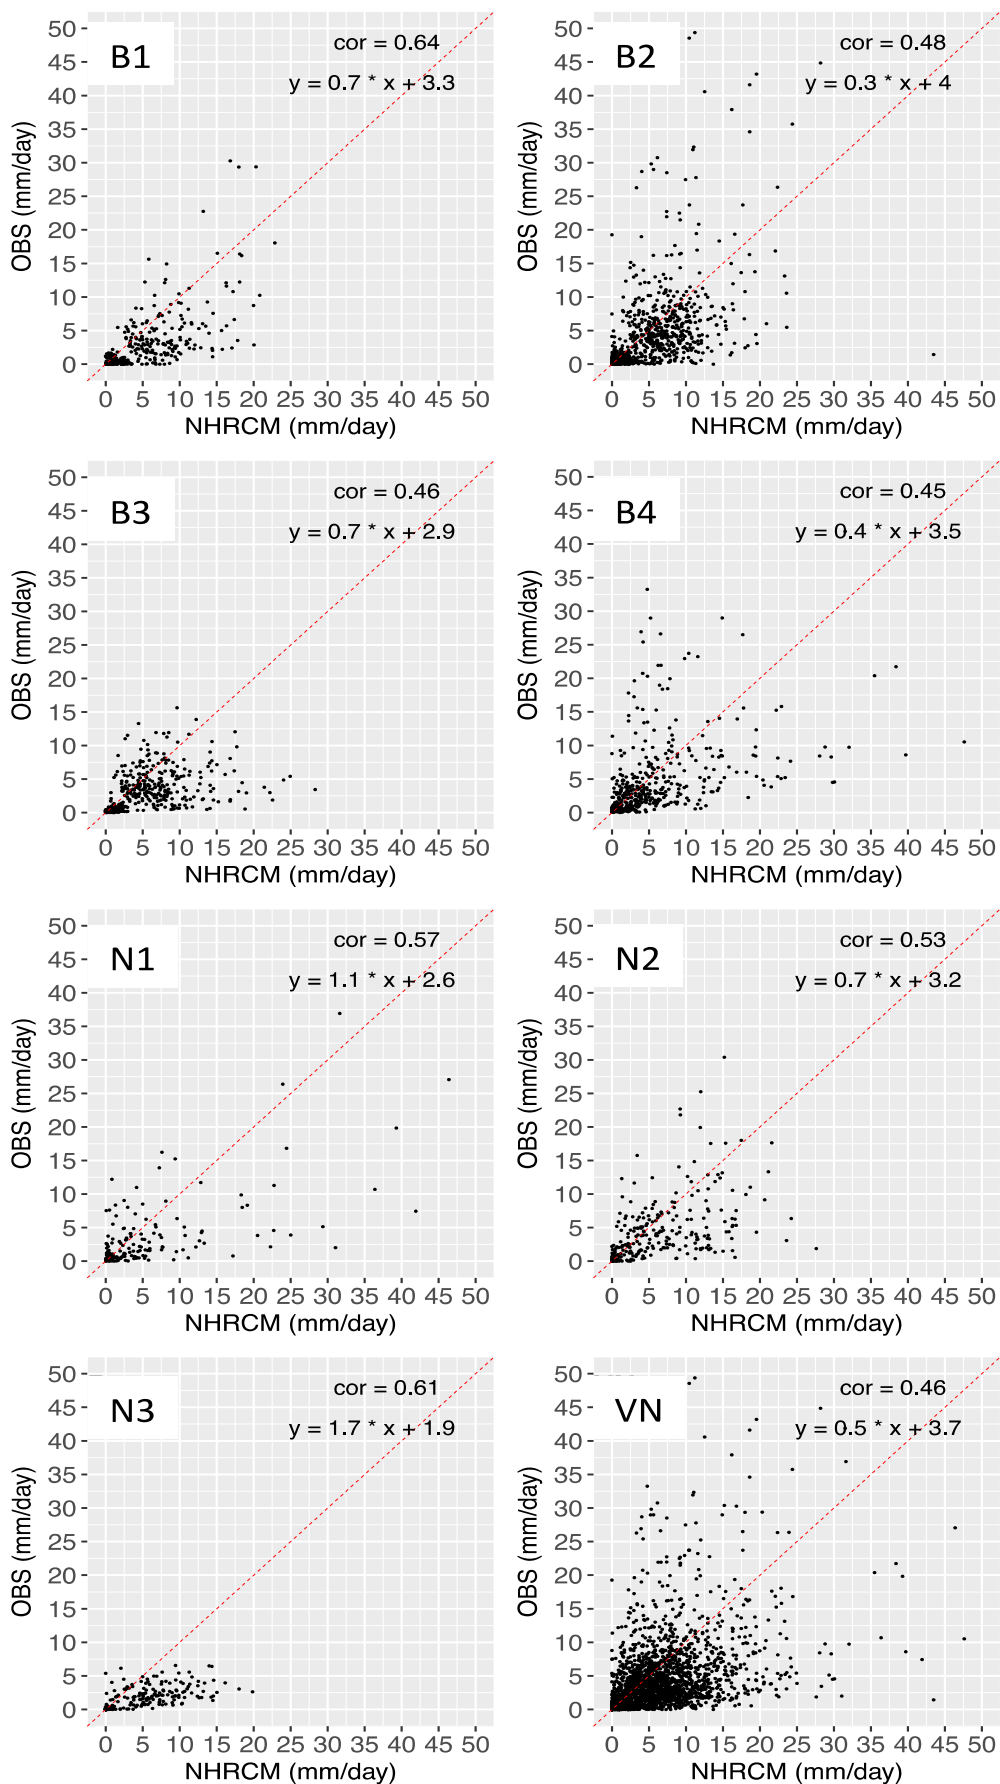 B1
cor = 0.64
y = 0.7 * x + 3.3
OBS (mm/day)
50
45
40
35
30
25
20
15
10
5
0
0 5 10 15 20 25 30 35 40 45 50
NHRCM (mm/day)
B2
cor = 0.48
y = 0.3 * x + 4
OBS (mm/day)
50
45
40
35
30
25
20
15
10
5
0
0 5 10 15 20 25 30 35 40 45 50
NHRCM (mm/day)
B3
cor = 0.46
y = 0.7 * x + 2.9
OBS (mm/day)
50
45
40
35
30
25
20
15
10
5
0
0 5 10 15 20 25 30 35 40 45 50
NHRCM (mm/day)
B4
cor = 0.45
y = 0.4 * x + 3.5
OBS (mm/day)
50
45
40
35
30
25
20
15
10
5
0
0 5 10 15 20 25 30 35 40 45 50
NHRCM (mm/day)
N1
cor = 0.57
y = 1.1 * x + 2.6
OBS (mm/day)
50
45
40
35
30
25
20
15
10
5
0
0 5 10 15 20 25 30 35 40 45 50
NHRCM (mm/day)
N2
cor = 0.53
y = 0.7 * x + 3.2
OBS (mm/day)
50
45
40
35
30
25
20
15
10
5
0
0 5 10 15 20 25 30 35 40 45 50
NHRCM (mm/day)
N3
cor = 0.61
y = 1.7 * x + 1.9
OBS (mm/day)
50
45
40
35
30
25
20
15
10
5
0
0 5 10 15 20 25 30 35 40 45 50
NHRCM (mm/day)
VN
cor = 0.46
y = 0.5 * x + 3.7
OBS (mm/day)
50
45
40
35
30
25
20
15
10
5
0
0 5 10 15 20 25 30 35 40 45 50
NHRCM (mm/day)